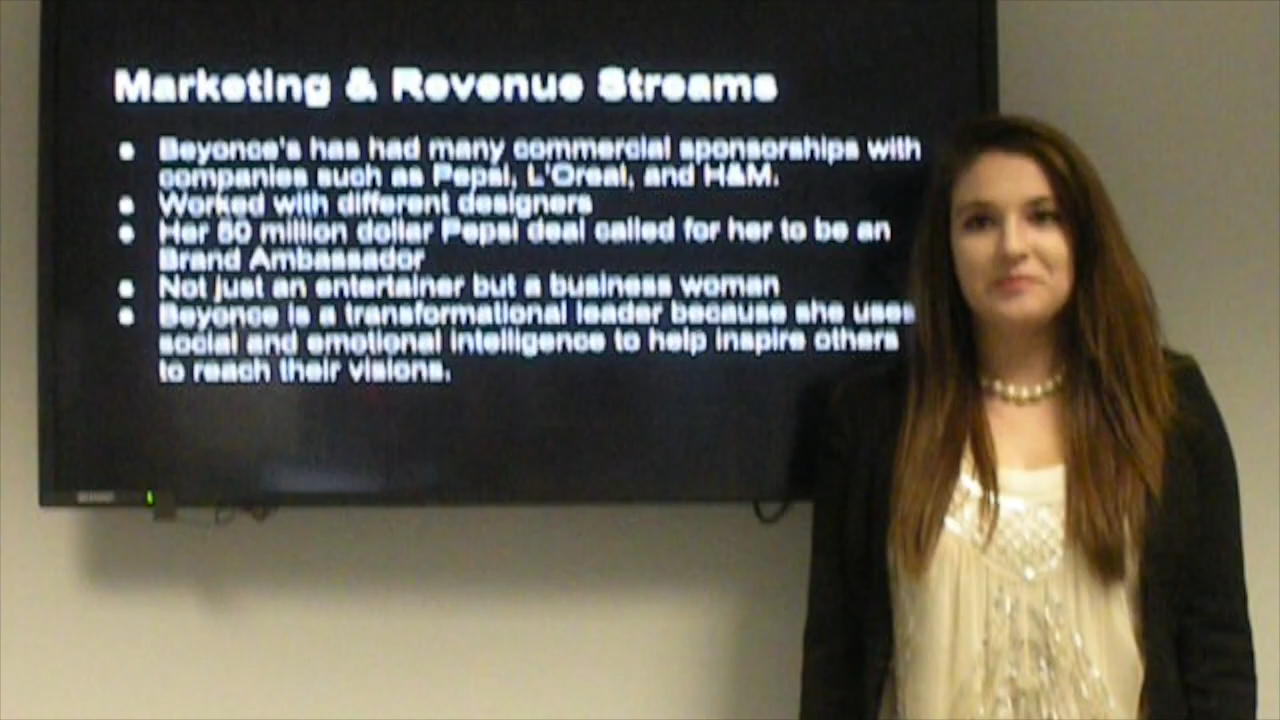 Marketing & Revenue Streams
● Beyonce's has had many commercial sponsorships with
companies such as Pepsi, L'Oreal, and H&M.
● Worked with different designers
● Her 50 million dollar Pepsi deal called for her to be an
Brand Ambassador
● Not just an entertainer but a business woman
● Beyonce is a transformational leader because she uses
social and emotional intelligence to help inspire others
to reach their visions.